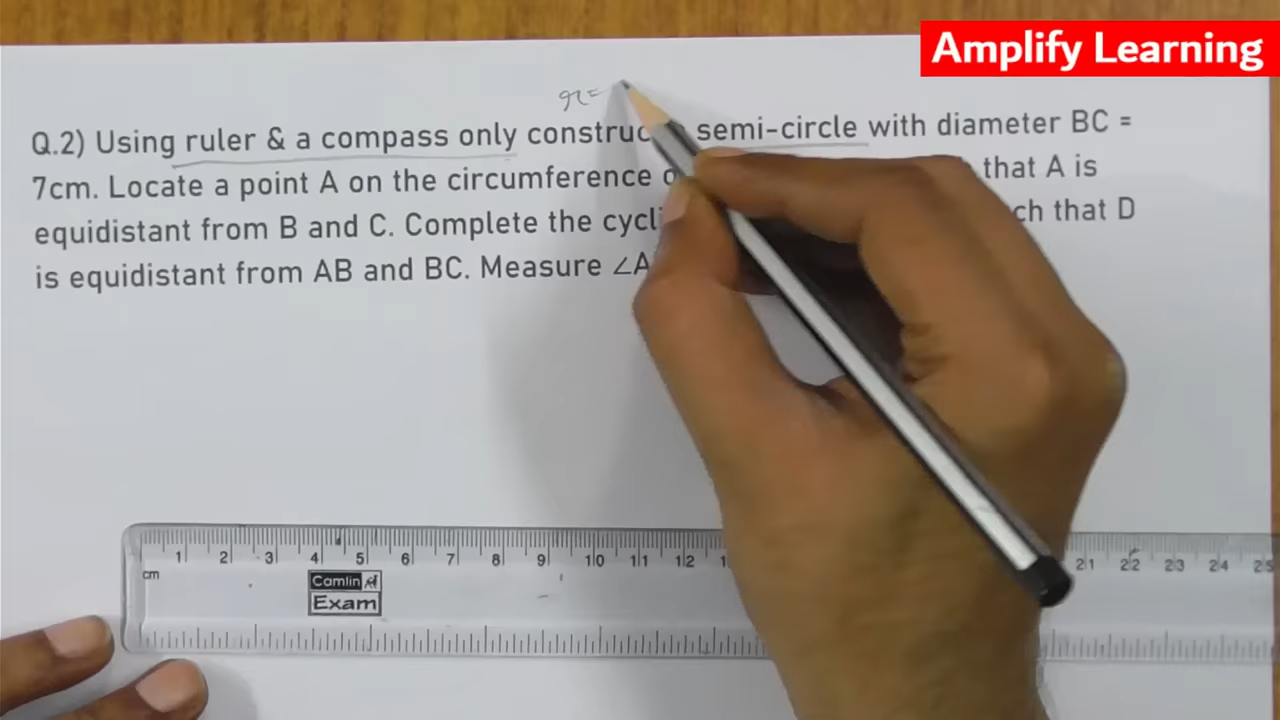 Amplify Learning
r=
Q.2) Using ruler & a compass only construc semi-circle with diameter BC =
7cm. Locate a point A on the circumference that A is
equidistant from B and C. Complete the cycli ch that D
is equidistant from AB and BC. Measure ∠A
1 2 3 4 5 6 7 8 9 10 11 12 21 22 23 24 25
cm
Camlin
Exam